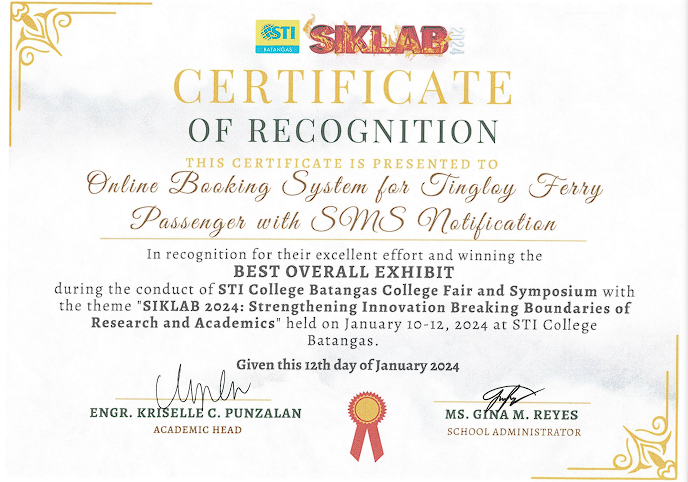 STI
BATANGAS
SIKLAB
2024
CERTIFICATE
OF RECOGNITION
THIS CERTIFICATE IS PRESENTED TO
Online Booking System for Tingloy Ferry
Passenger with SMS Notification
In recognition for their excellent effort and winning the
BEST OVERALL EXHIBIT
during the conduct of STI College Batangas College Fair and Symposium with
the theme "SIKLAB 2024: Strengthening Innovation Breaking Boundaries of
Research and Academics" held on January 10-12, 2024 at STI College
Batangas.
Given this 12th day of January 2024
ENGR. KRISELLE C. PUNZALAN
ACADEMIC HEAD
MS. GINA M. REYES
SCHOOL ADMINISTRATOR